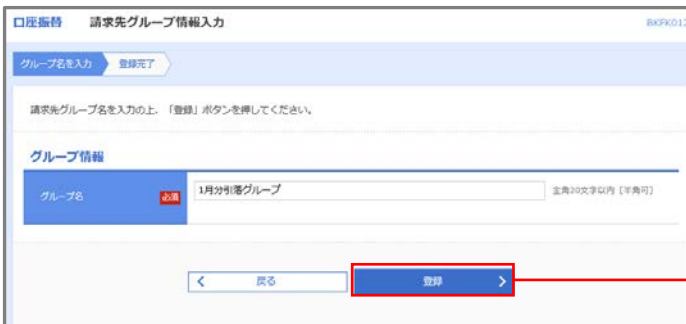 口座振替 請求先グループ情報入力 BKFK012
グループ名を入力 登録完了
請求先グループ名を入力の上、「登録」ボタンを押してください。
グループ情報
グループ名 必須 1月分引落グループ 全角20文字以内 [半角可]
戻る 登録